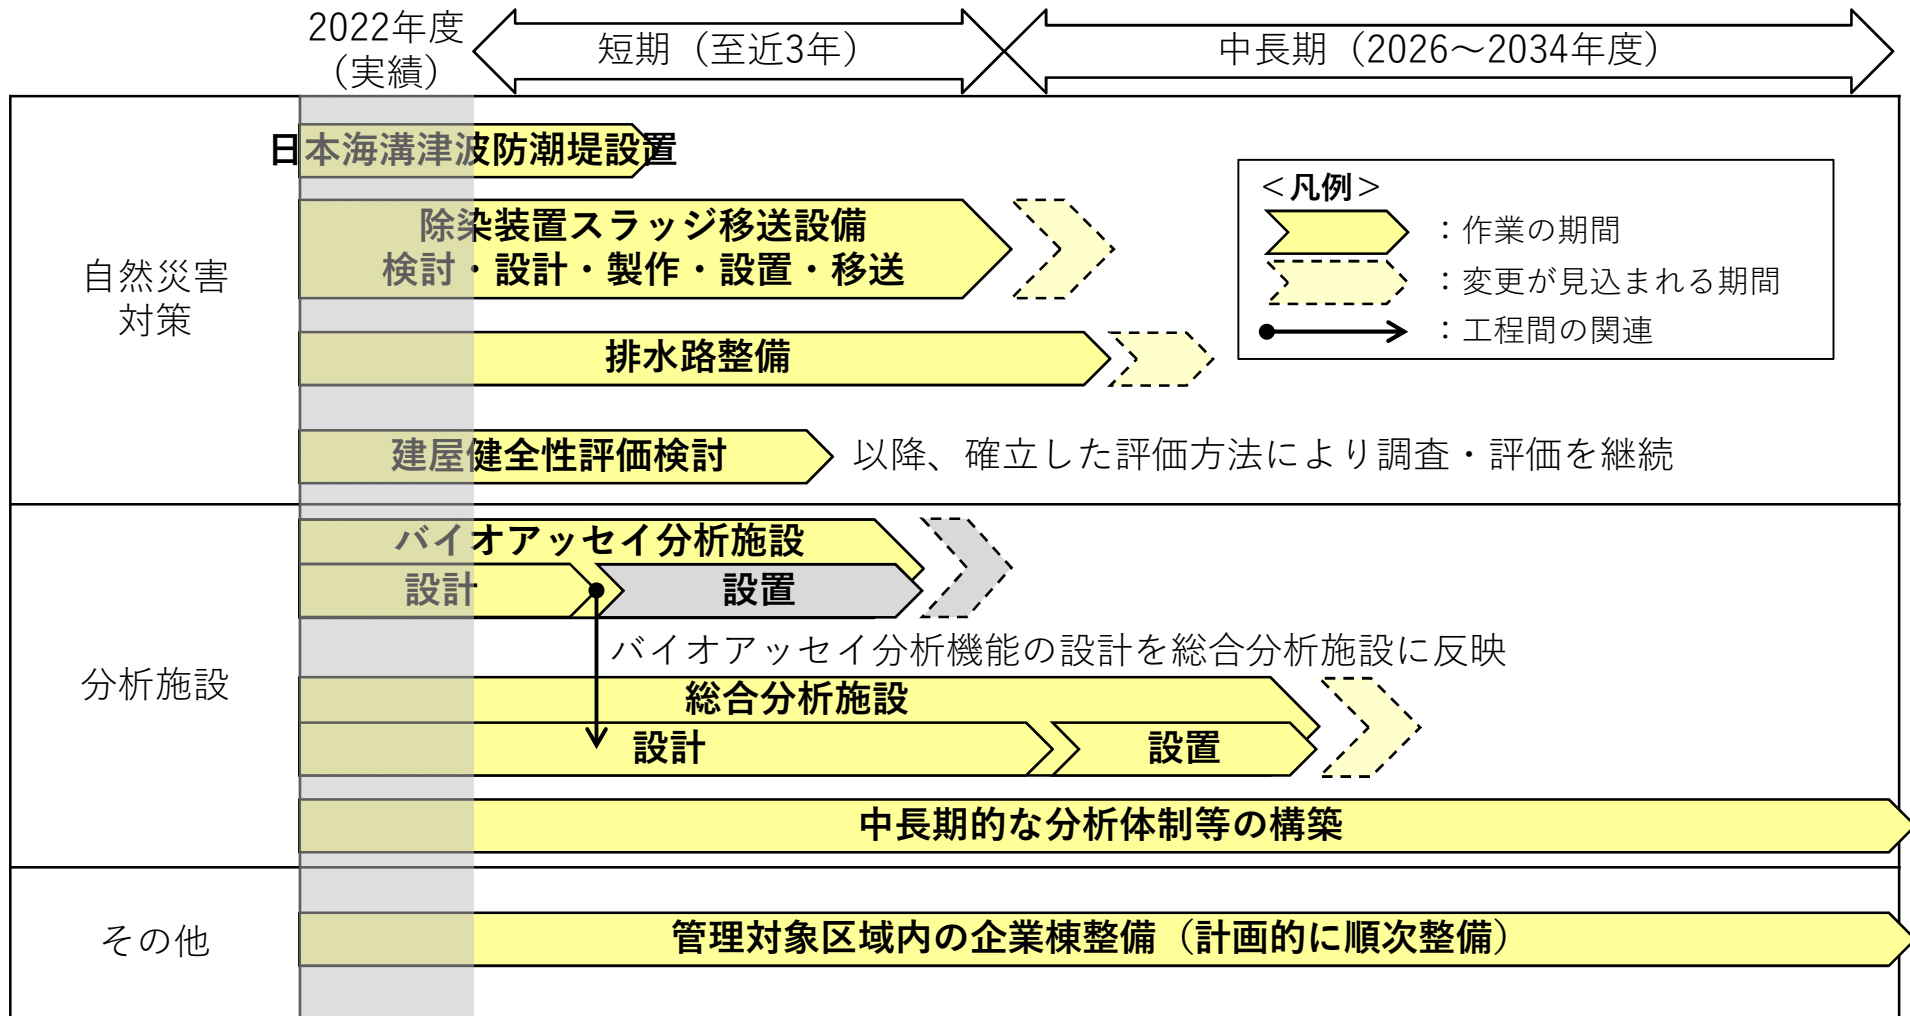 2022年度
（実績）
短期（至近3年）
中長期（2026～2034年度）
自然災害
対策
日本海溝津波防潮堤設置
除染装置スラッジ移送設備
検討・設計・製作・設置・移送
排水路整備
建屋健全性評価検討
以降、確立した評価方法により調査・評価を継続
＜凡例＞
：作業の期間
：変更が見込まれる期間
：工程間の関連
分析施設
バイオアッセイ分析施設
設計
設置
バイオアッセイ分析機能の設計を総合分析施設に反映
総合分析施設
設計
設置
中長期的な分析体制等の構築
その他
管理対象区域内の企業棟整備（計画的に順次整備）